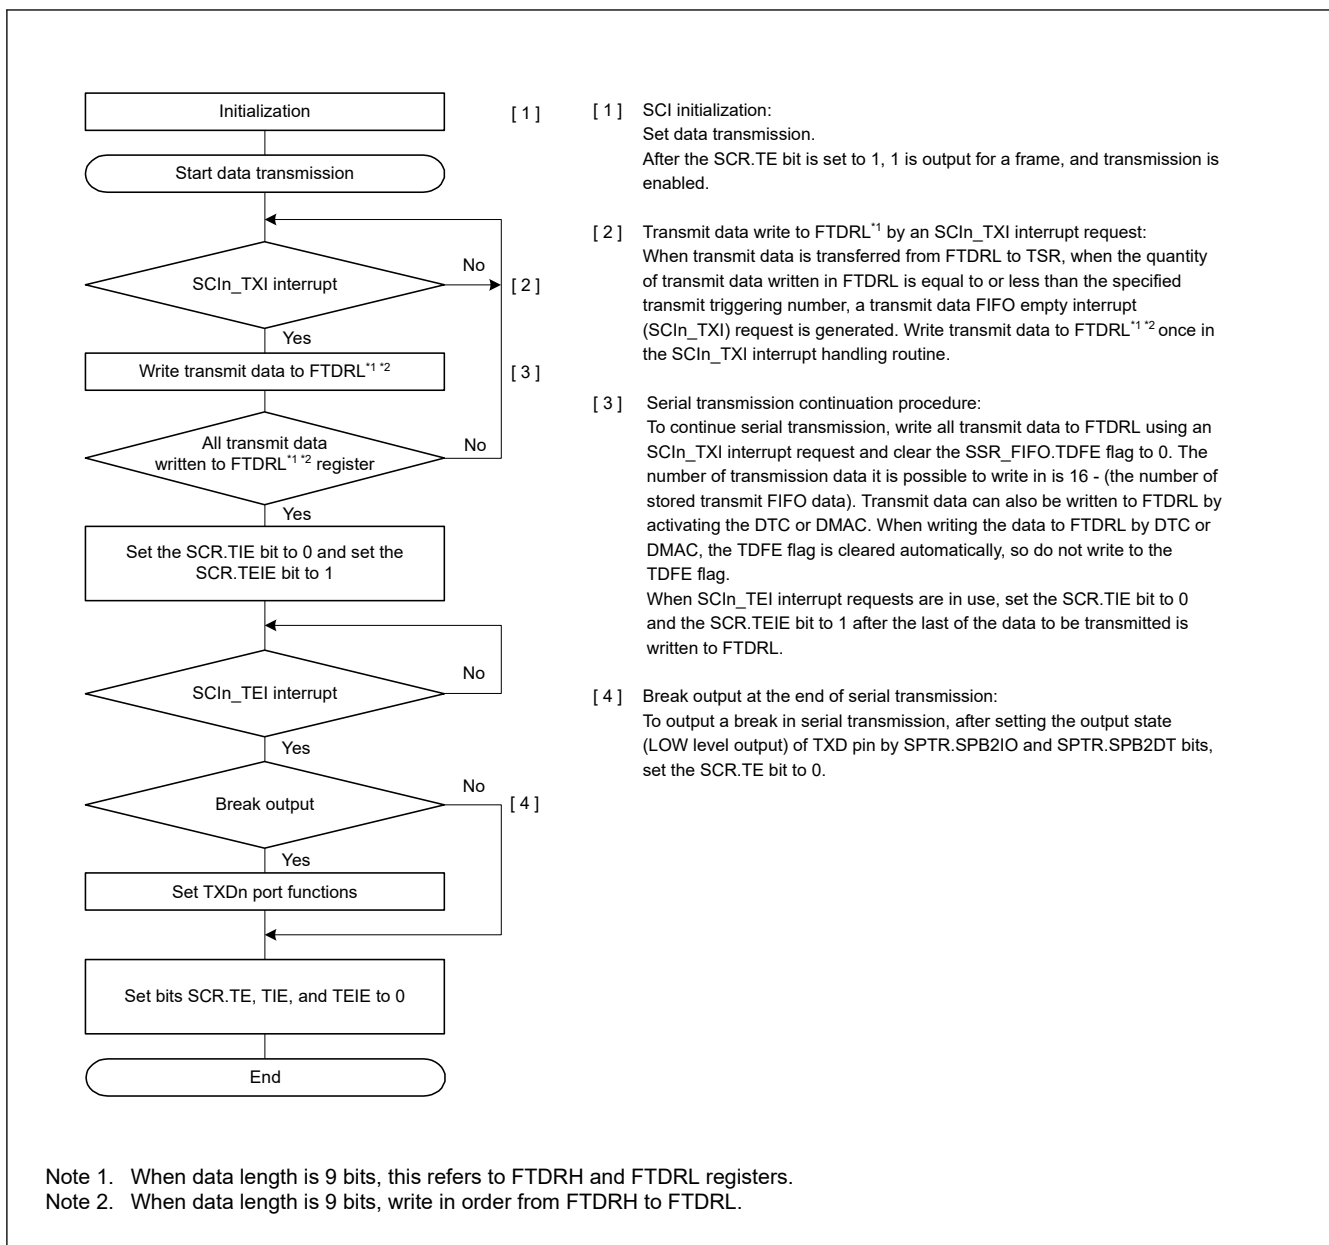 Initialization
[ 1 ]
Start data transmission
SCIn_TXI interrupt
No
[ 2 ]
Yes
Write transmit data to FTDRL*1 *2
[ 3 ]
All transmit data
written to FTDRL*1 *2 register
No
Yes
Set the SCR.TIE bit to 0 and set the
SCR.TEIE bit to 1
No
SCIn_TEI interrupt
Yes
No
Break output
[ 4 ]
Yes
Set TXDn port functions
Set bits SCR.TE, TIE, and TEIE to 0
End
[ 1 ] SCI initialization:
Set data transmission.
After the SCR.TE bit is set to 1, 1 is output for a frame, and transmission is
enabled.
[ 2 ] Transmit data write to FTDRL*1 by an SCIn_TXI interrupt request:
When transmit data is transferred from FTDRL to TSR, when the quantity
of transmit data written in FTDRL is equal to or less than the specified
transmit triggering number, a transmit data FIFO empty interrupt
(SCIn_TXI) request is generated. Write transmit data to FTDRL*1 *2 once in
the SCIn_TXI interrupt handling routine.
[ 3 ] Serial transmission continuation procedure:
To continue serial transmission, write all transmit data to FTDRL using an
SCIn_TXI interrupt request and clear the SSR_FIFO.TDFE flag to 0. The
number of transmission data it is possible to write in is 16 - (the number of
stored transmit FIFO data). Transmit data can also be written to FTDRL by
activating the DTC or DMAC. When writing the data to FTDRL by DTC or
DMAC, the TDFE flag is cleared automatically, so do not write to the
TDFE flag.
When SCIn_TEI interrupt requests are in use, set the SCR.TIE bit to 0
and the SCR.TEIE bit to 1 after the last of the data to be transmitted is
written to FTDRL.
[ 4 ] Break output at the end of serial transmission:
To output a break in serial transmission, after setting the output state
(LOW level output) of TXD pin by SPTR.SPB2IO and SPTR.SPB2DT bits,
set the SCR.TE bit to 0.
Note 1. When data length is 9 bits, this refers to FTDRH and FTDRL registers.
Note 2. When data length is 9 bits, write in order from FTDRH to FTDRL.